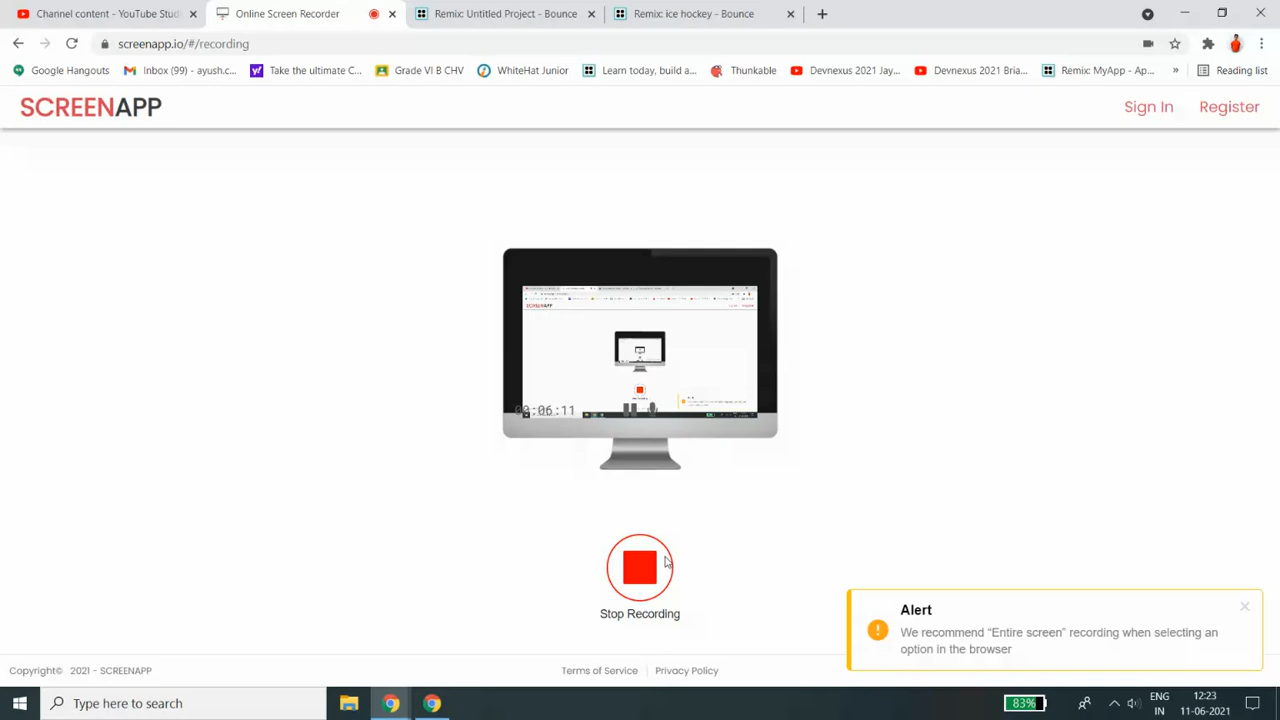 Channel content - YouTube Stud
Online Screen Recorder
Remix: Untitled Project - Bounce
Remix: ice hockey - Bounce
screenapp.io/#/recording
Google Hangouts
Inbox (99) - ayush.c...
Take the ultimate C...
Grade VI B CHV
WhiteHat Junior
Learn today, build a...
Thunkable
Devnexus 2021 Jay...
Devnexus 2021 Bria...
Remix: MyApp - Ap...
»
Reading list
SCREENAPP
Sign In
Register
SCREENAPP
00:06:11
Stop Recording
Alert
We recommend “Entire screen” recording when selecting an
option in the browser
Copyright© 2021 - SCREENAPP
Terms of Service
Privacy Policy
Type here to search
83%
ENG
IN
12:23
11-06-2021